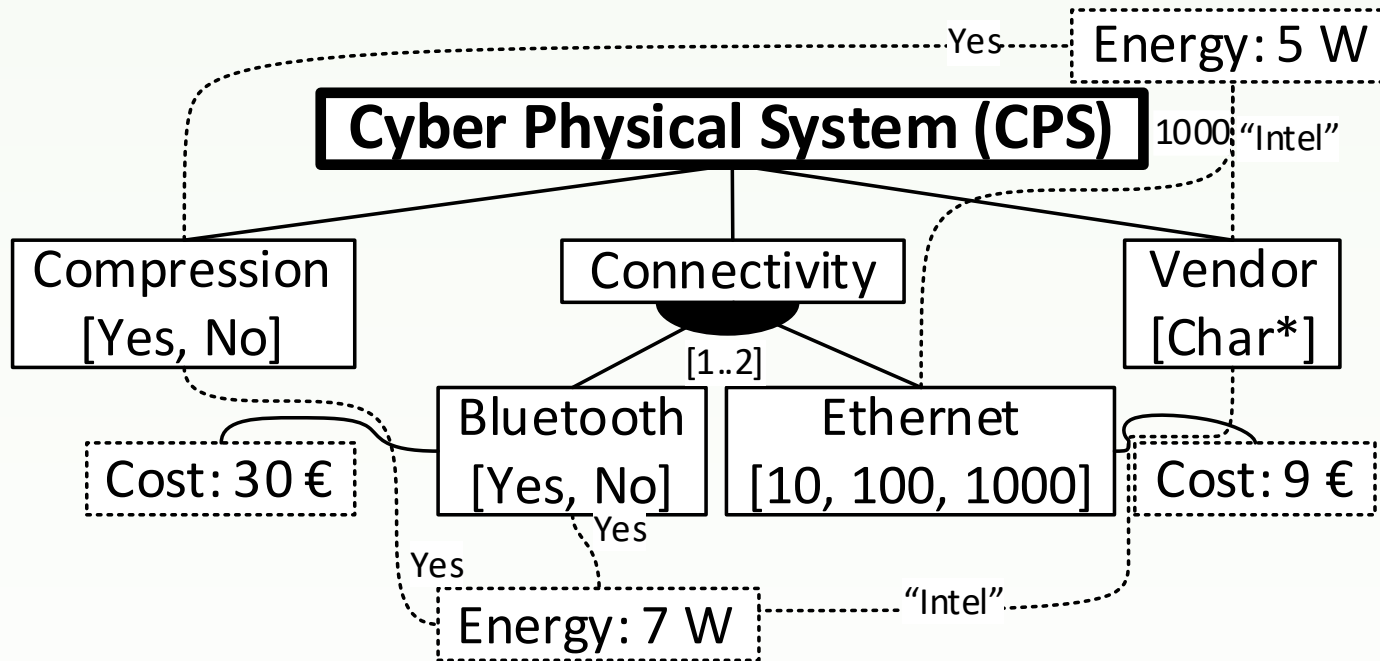 Yes
Energy: 5 W
Cyber Physical System (CPS)
1000
“Intel”
Compression
[Yes, No]
Connectivity
Vendor
[Char*]
[1..2]
Bluetooth
[Yes, No]
Ethernet
[10, 100, 1000]
Cost: 30 €
Cost: 9 €
Yes
Yes
“Intel”
Energy: 7 W